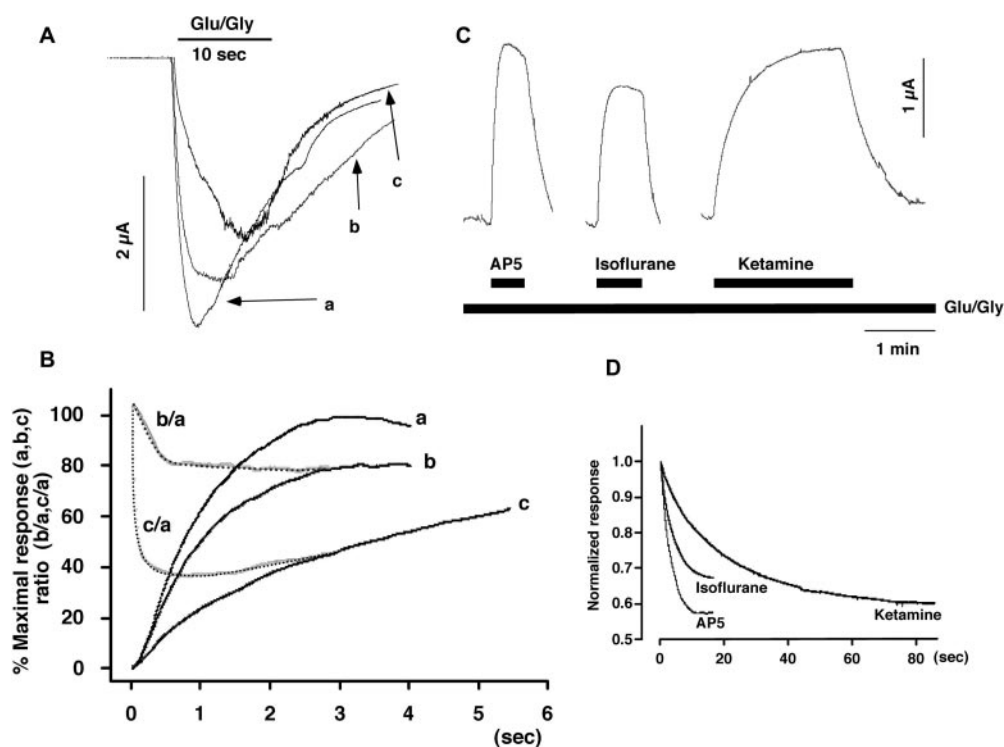 A
Glu/Gly
10 sec
2 µA
a
b
c
C
1 µA
AP5
Isoflurane
Ketamine
Glu/Gly
1 min
B
% Maximal response (a,b,c)
ratio (b/a,c/a)
100
80
60
40
20
0
b/a
c/a
a
b
c
0
1
2
3
4
5
6
(sec)
D
Normalized response
1.0
0.9
0.8
0.7
0.6
0.5
Isoflurane
AP5
Ketamine
0
20
40
60
80
(sec)